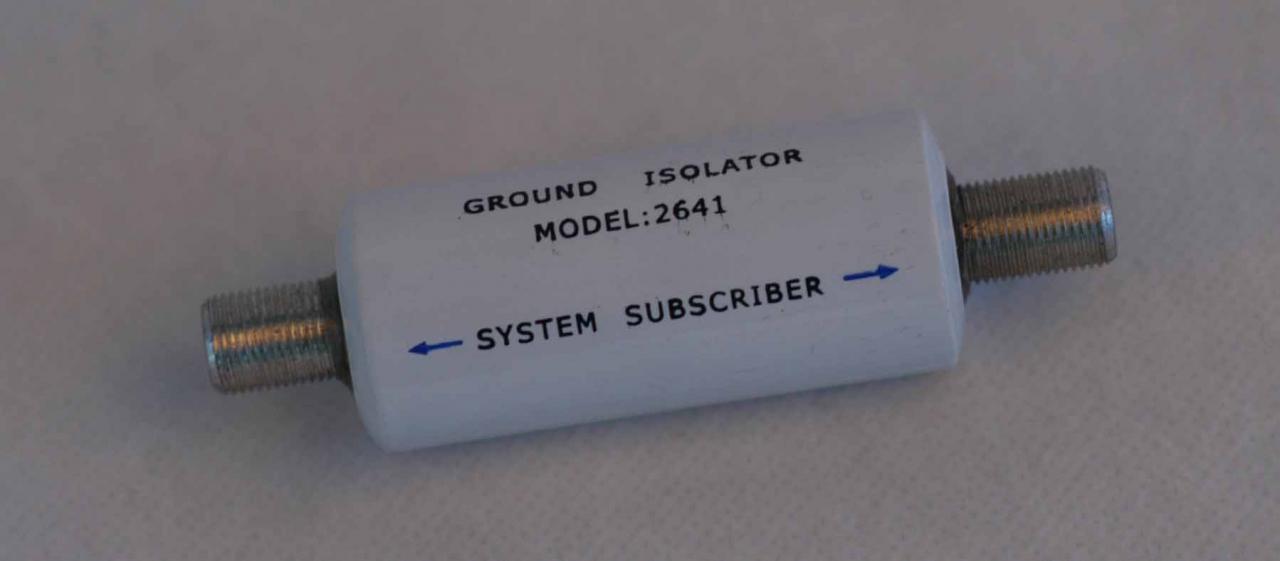 GROUND ISOLATOR
MODEL:2641
← SYSTEM SUBSCRIBER →